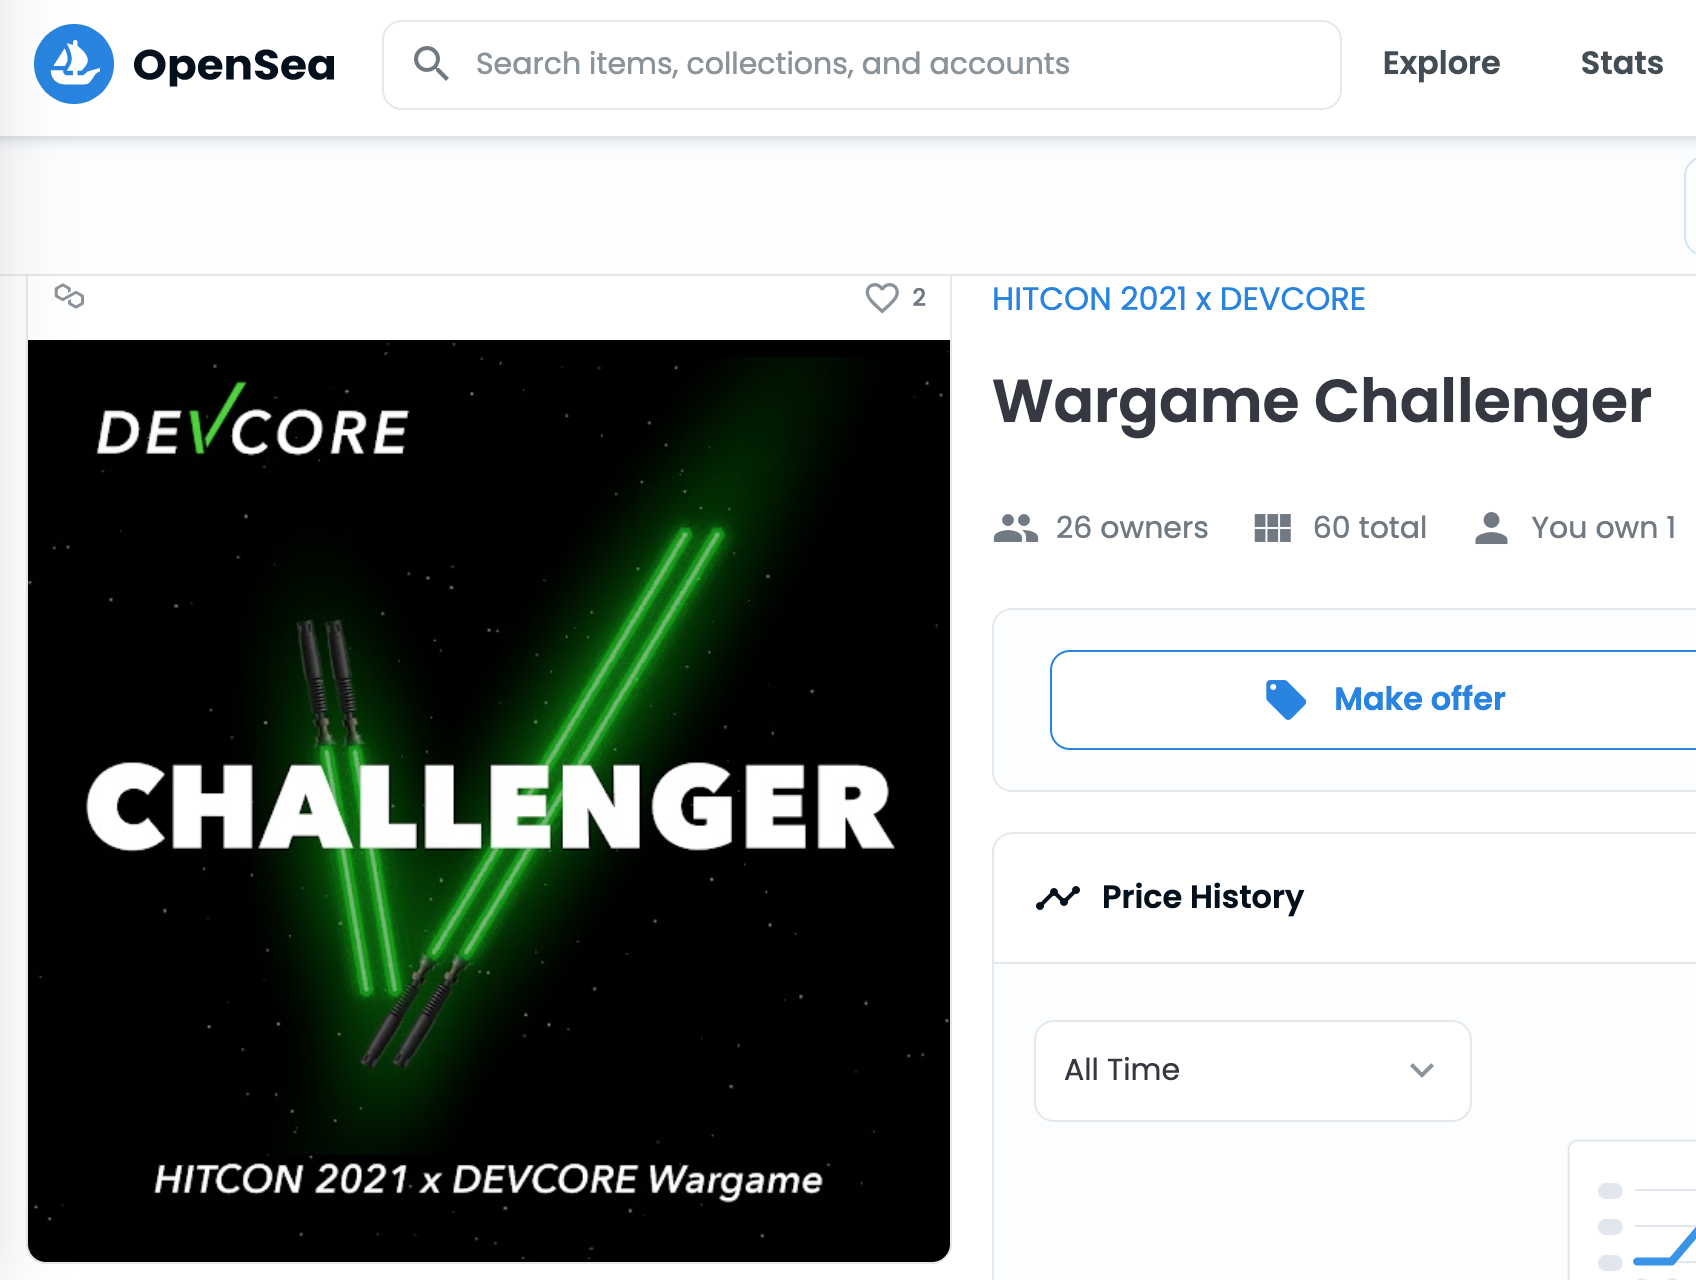 OpenSea
Search items, collections, and accounts
Explore
Stats
2
HITCON 2021 x DEVCORE
Wargame Challenger
26 owners
60 total
You own 1
Make offer
Price History
All Time
DEVCORE
CHALLENGER
HITCON 2021 x DEVCORE Wargame